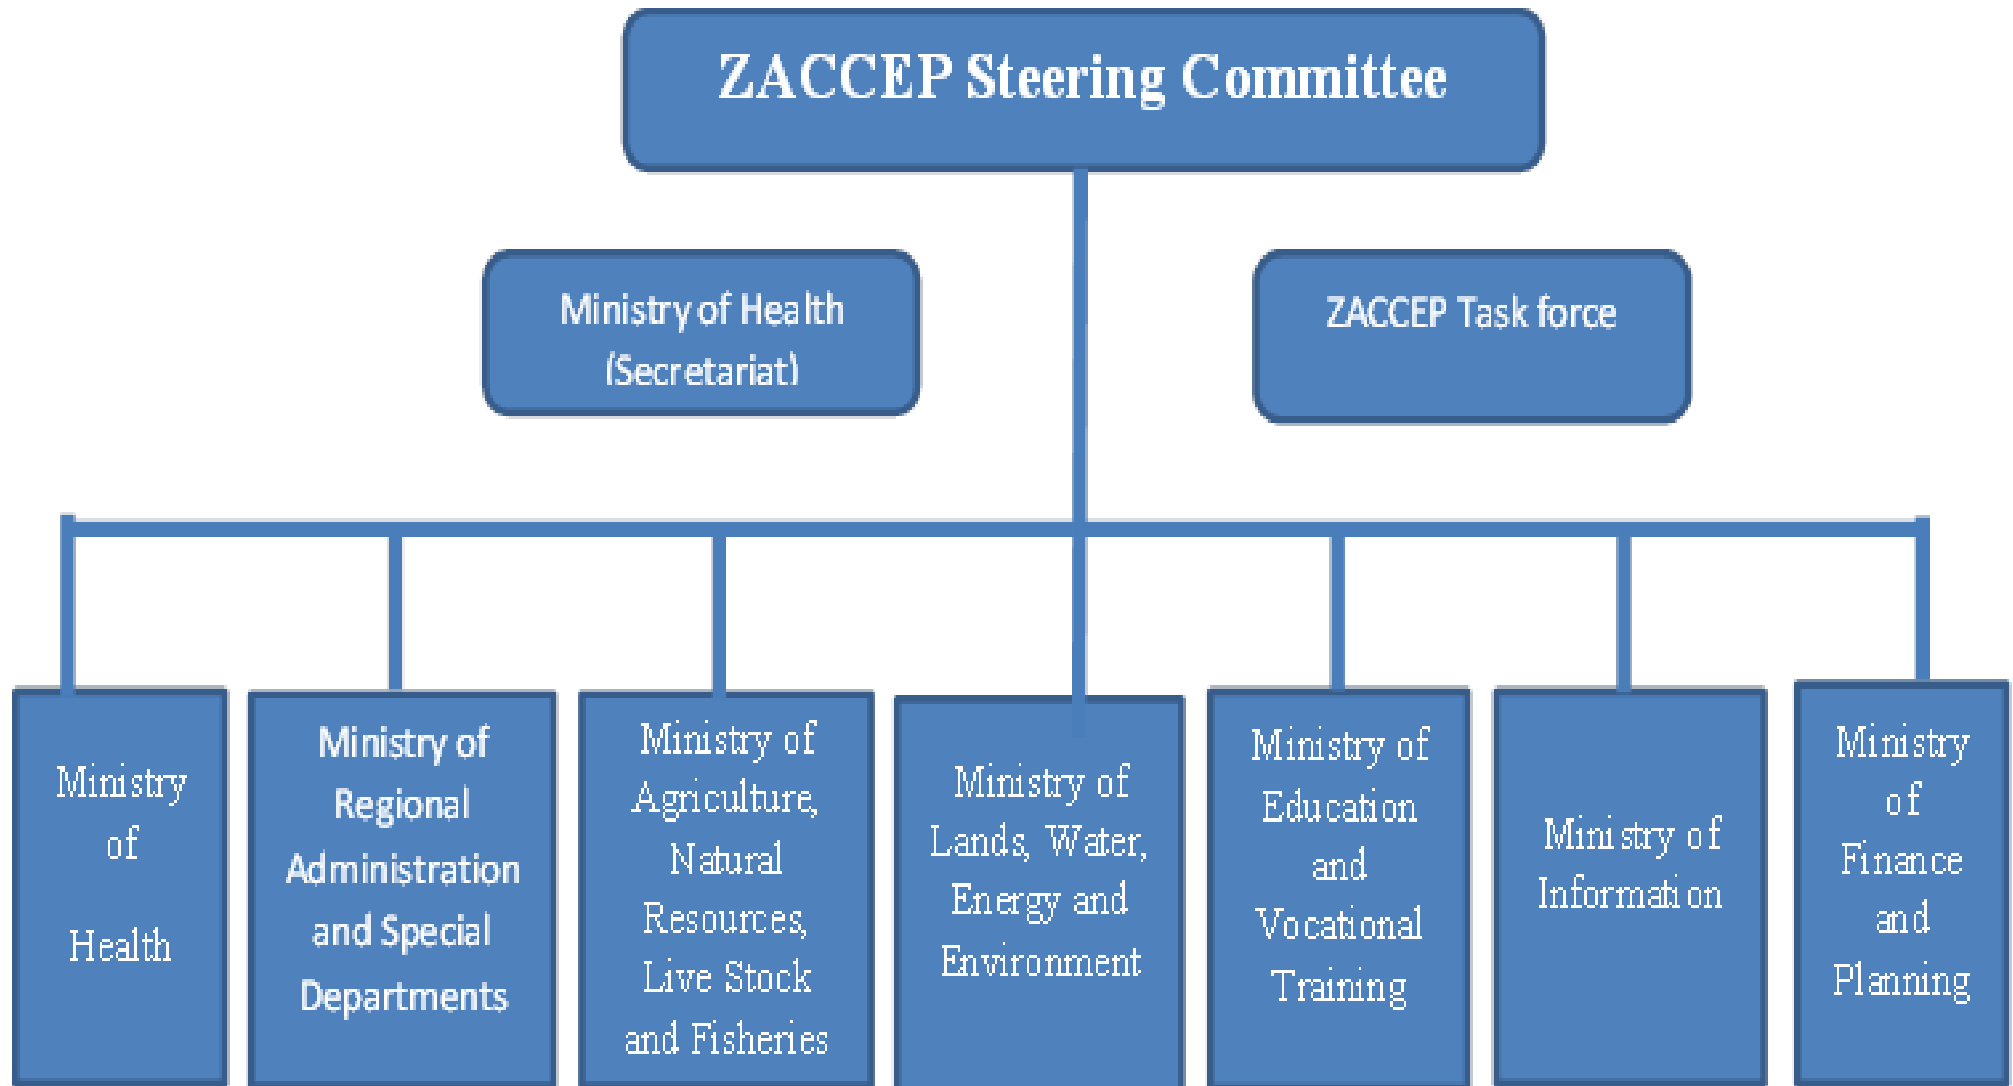 ZACCEP Steering Committee
Ministry of Health
(Secretariat)
ZACCEP Task force
Ministry
of
Health
Ministry of
Regional
Administration
and Special
Departments
Ministry of
Agriculture,
Natural
Resources,
Live Stock
and Fisheries
Ministry of
Lands, Water,
Energy and
Environment
Ministry of
Education
and
Vocational
Training
Ministry of
Information
Ministry
of
Finance
and
Planning